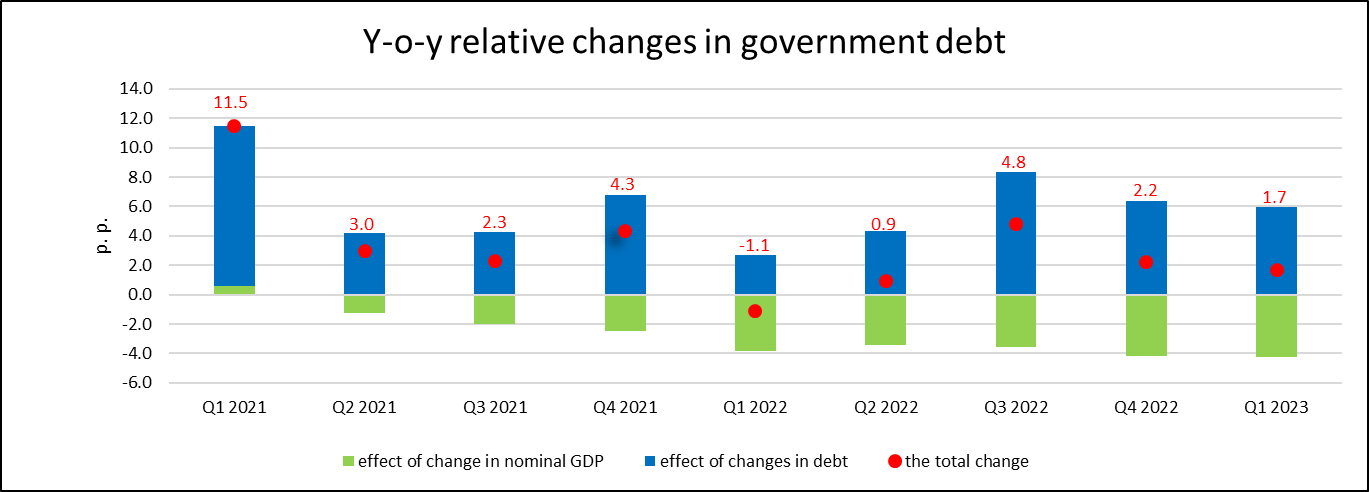 Y-o-y relative changes in government debt
p. p.
14.0
12.0
10.0
8.0
6.0
4.0
2.0
0.0
-2.0
-4.0
-6.0
11.5
3.0
2.3
4.3
-1.1
0.9
4.8
2.2
1.7
Q1 2021
Q2 2021
Q3 2021
Q4 2021
Q1 2022
Q2 2022
Q3 2022
Q4 2022
Q1 2023
effect of change in nominal GDP
effect of changes in debt
the total change